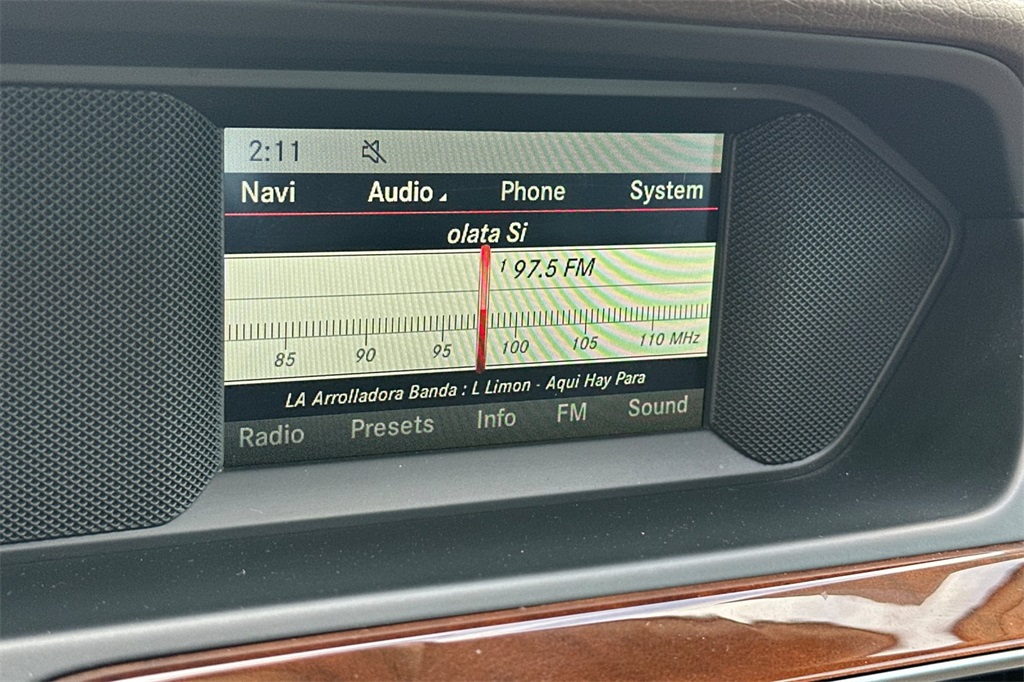 2:11
Navi Audio Phone System
olata Si
1 97.5 FM
85 90 95 100 105 110 MHz
LA Arrolladora Banda : L Limon - Aqui Hay Para
Radio Presets Info FM Sound